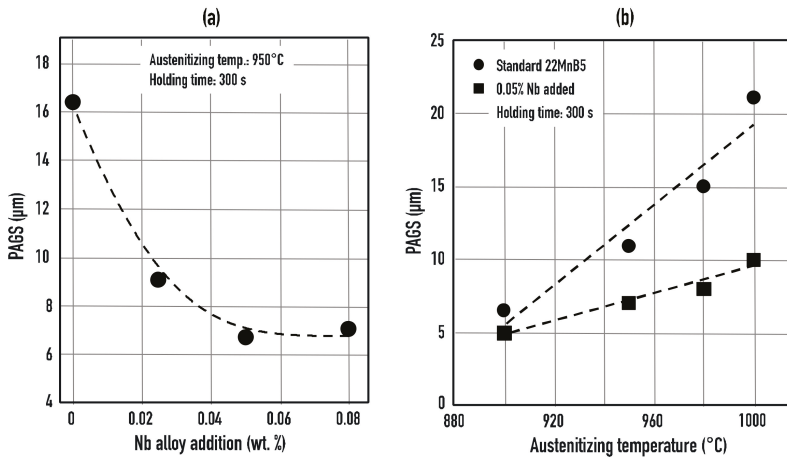 (a)
Austenitizing temp.: 950°C
Holding time: 300 s
PAGS (µm)
18
16
14
12
10
8
6
4
0
0.02
0.04
0.06
0.08
Nb alloy addition (wt. %)
(b)
Standard 22MnB5
0.05% Nb added
Holding time: 300 s
PAGS (µm)
25
20
15
10
5
0
880
920
960
1000
Austenitizing temperature (°C)